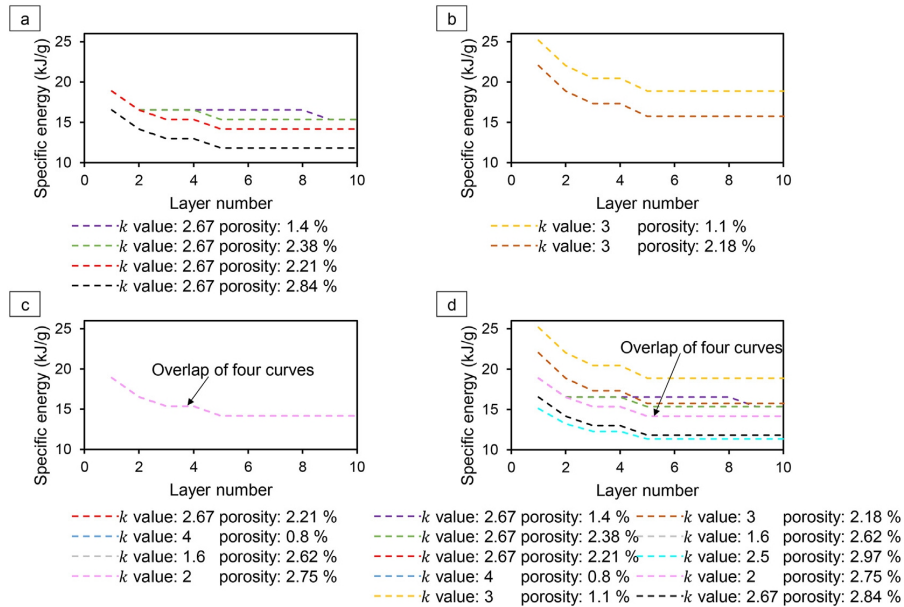 a
Specific energy (kJ/g)
25
20
15
10
0
2
4
6
8
10
Layer number
k value: 2.67 porosity: 1.4 %
k value: 2.67 porosity: 2.38 %
k value: 2.67 porosity: 2.21 %
k value: 2.67 porosity: 2.84 %
b
Specific energy (kJ/g)
25
20
15
10
0
2
4
6
8
10
Layer number
k value: 3 porosity: 1.1 %
k value: 3 porosity: 2.18 %
c
Specific energy (kJ/g)
25
20
15
10
Overlap of four curves
0
2
4
6
8
10
Layer number
k value: 2.67 porosity: 2.21 %
k value: 4 porosity: 0.8 %
k value: 1.6 porosity: 2.62 %
k value: 2 porosity: 2.75 %
d
Specific energy (kJ/g)
25
20
15
10
Overlap of four curves
0
2
4
6
8
10
Layer number
k value: 2.67 porosity: 1.4 %
k value: 2.67 porosity: 2.38 %
k value: 2.67 porosity: 2.21 %
k value: 4 porosity: 0.8 %
k value: 3 porosity: 1.1 %
k value: 3 porosity: 2.18 %
k value: 1.6 porosity: 2.62 %
k value: 2.5 porosity: 2.97 %
k value: 2 porosity: 2.75 %
k value: 2.67 porosity: 2.84 %